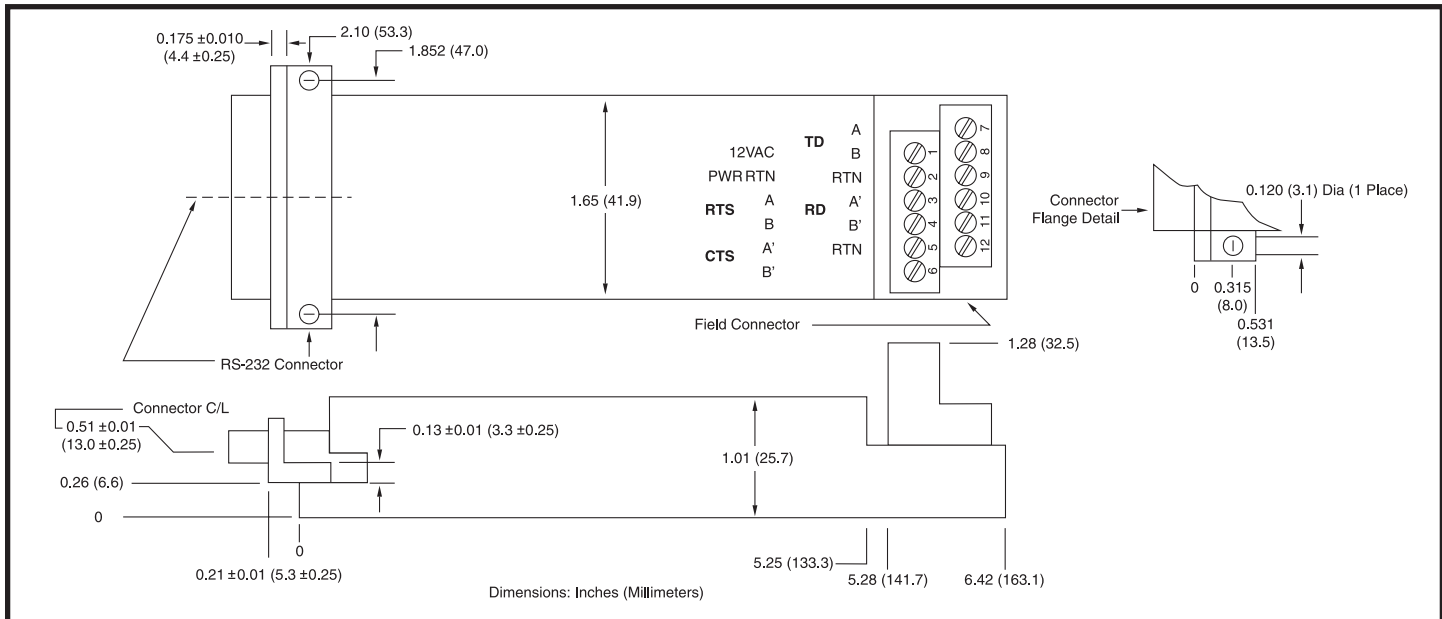 0.175 ±0.010
(4.4 ±0.25)
2.10 (53.3)
1.852 (47.0)
1.65 (41.9)
12VAC
PWR RTN
RTS A
B
CTS A'
B'
TD A
B
RTN
RD A'
B'
RTN
1
2
3
4
5
6
7
8
9
10
11
12
Connector
Flange Detail
0.120 (3.1) Dia (1 Place)
0
0.315
(8.0)
0.531
(13.5)
Field Connector
RS-232 Connector
1.28 (32.5)
Connector C/L
0.51 ±0.01
(13.0 ±0.25)
0.13 ±0.01 (3.3 ±0.25)
1.01 (25.7)
0.26 (6.6)
0
0
0.21 ±0.01 (5.3 ±0.25)
5.25 (133.3)
5.28 (141.7)
6.42 (163.1)
Dimensions: Inches (Millimeters)